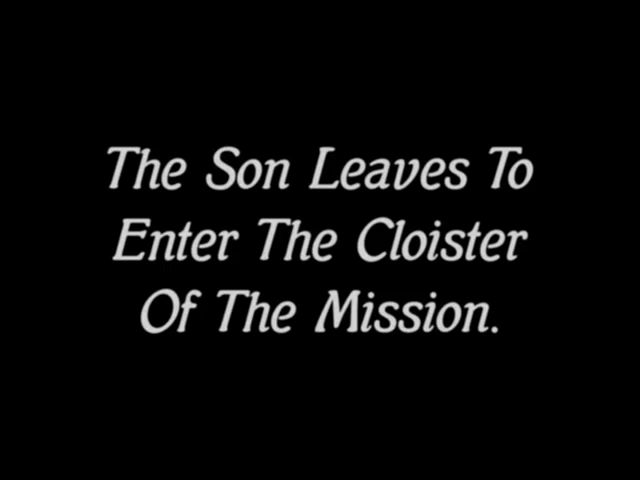 The Son Leaves To
Enter The Cloister
Of The Mission.